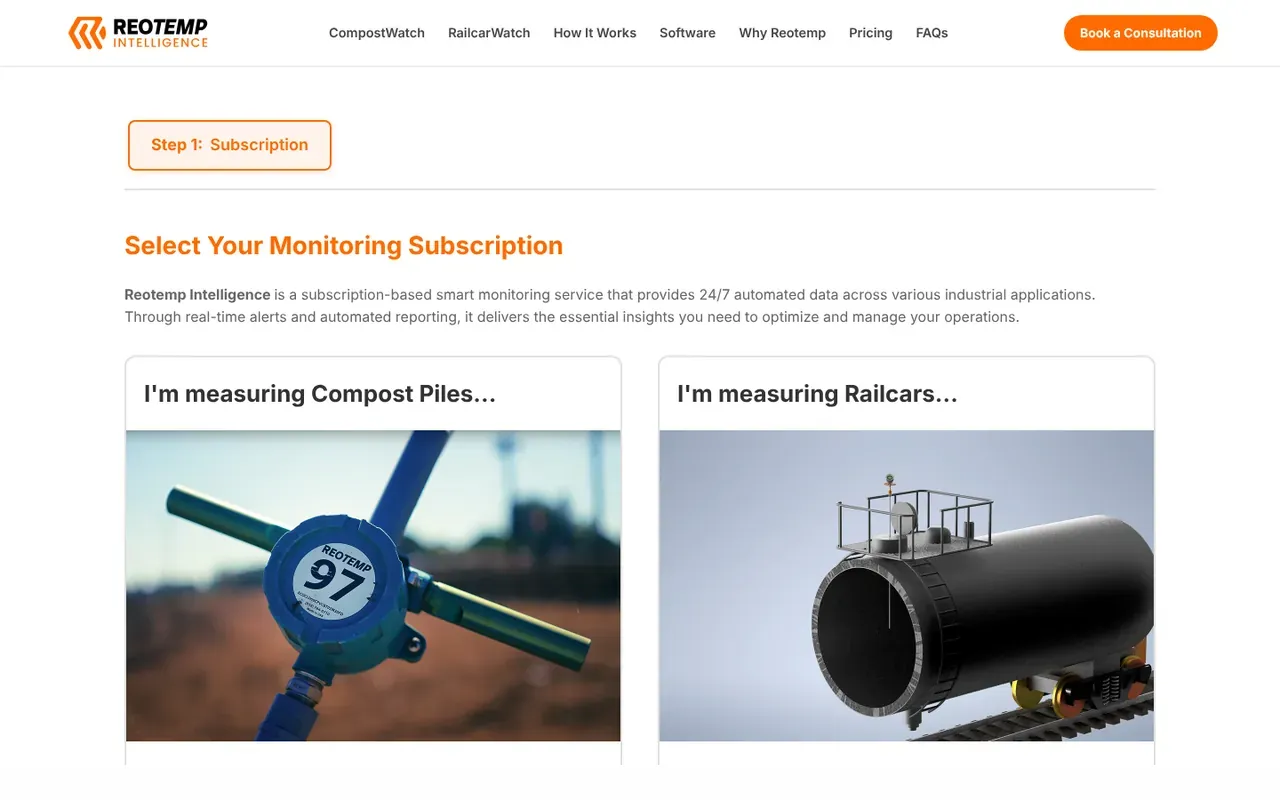 REOTEMP
INTELLIGENCE
CompostWatch
RailcarWatch
How It Works
Software
Why Reotemp
Pricing
FAQs
Book a Consultation
Step 1: Subscription
Select Your Monitoring Subscription
Reotemp Intelligence is a subscription-based smart monitoring service that provides 24/7 automated data across various industrial applications.
Through real-time alerts and automated reporting, it delivers the essential insights you need to optimize and manage your operations.
I'm measuring Compost Piles...
I'm measuring Railcars...
REOTEMP
97